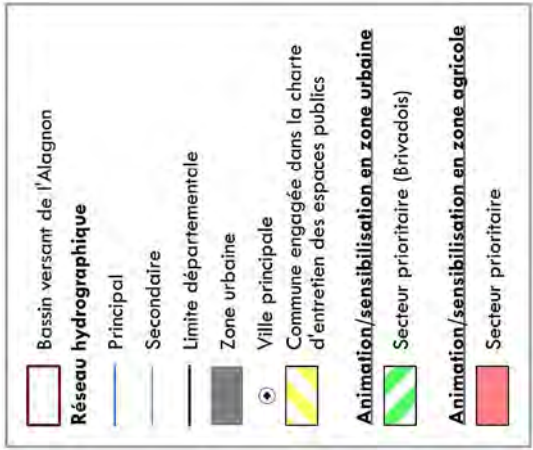 Bassin versant de l'Alagnon
Réseau hydrographique
Principal
Secondaire
Limite départementale
Zone urbaine
Ville principale
Commune engagée dans la charte
d'entretien des espaces publics
Animation/sensibilisation en zone urbaine
Secteur prioritaire (Brivadois)
Animation/sensibilisation en zone agricole
Secteur prioritaire